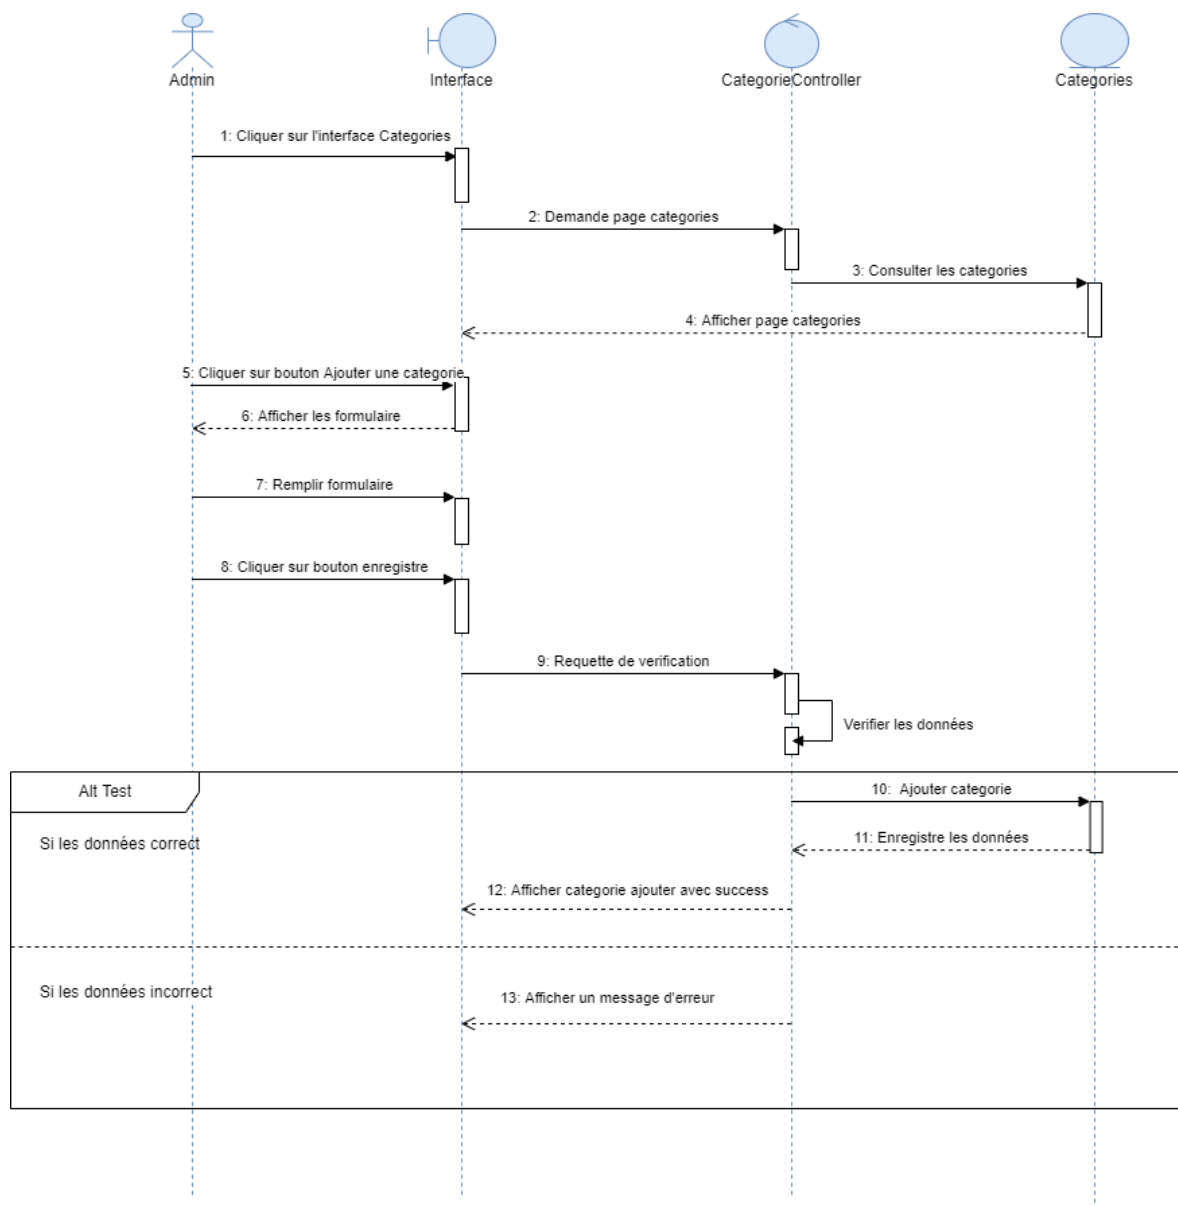 Admin
Interface
CategorieController
Categories
1: Cliquer sur l'interface Categories
2: Demande page categories
3: Consulter les categories
4: Afficher page categories
5: Cliquer sur bouton Ajouter une categorie
6: Afficher les formulaire
7: Remplir formulaire
8: Cliquer sur bouton enregistre
9: Requette de verification
Verifier les données
Alt Test
10: Ajouter categorie
Si les données correct
11: Enregistre les données
12: Afficher categorie ajouter avec success
Si les données incorrect
13: Afficher un message d'erreur